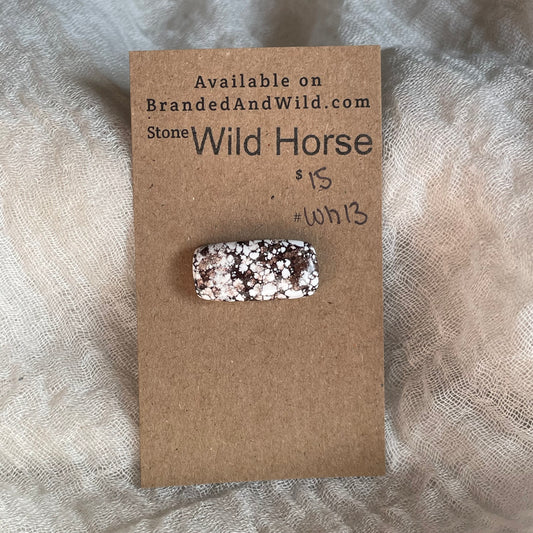 Available on
BrandedAndWild.com
Stone Wild Horse
$ 15
# Wh13